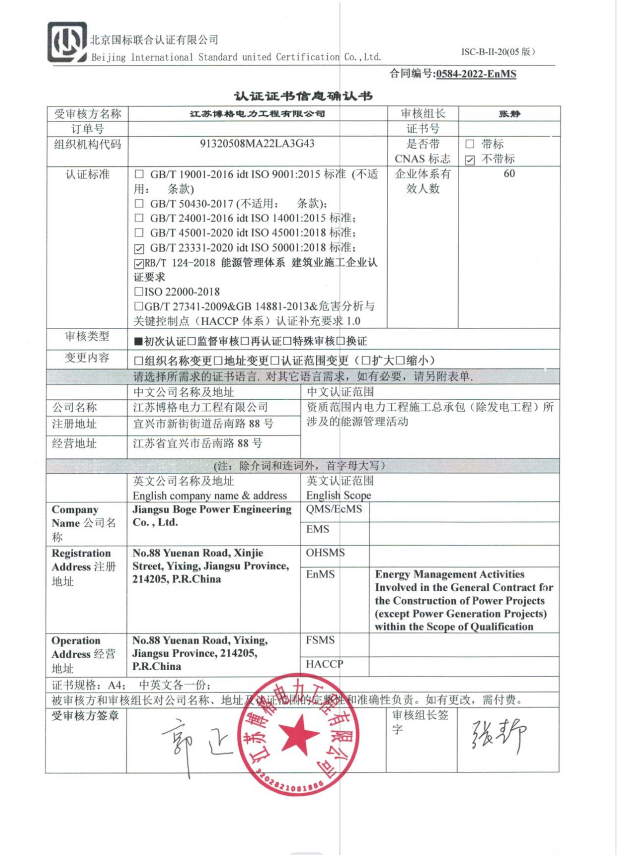 北京国标联合认证有限公司
Beijing International Standard united Certification Co.,Ltd.
ISC-B-II-20(05 版)
合同编号:0584-2022-EnMS
认证证书信息确认书
受审核方名称 江苏博格电力工程有限公司 审核组长 张静
订单号 证书号
组织机构代码 91320508MA22LA3G43 是否带 □ 带标
CNAS 标志 ☑ 不带标
认证标准 □ GB/T 19001-2016 idt ISO 9001:2015 标准 (不适 企业体系有 60
用: 条款) 效人数
□ GB/T 50430-2017 (不适用: 条款);
□ GB/T 24001-2016 idt ISO 14001:2015 标准;
□ GB/T 45001-2020 idt ISO 45001:2018 标准;
☑ GB/T 23331-2020 idt ISO 50001:2018 标准;
☑RB/T 124-2018 能源管理体系 建筑业施工企业认
证要求
□ISO 22000-2018
□GB/T 27341-2009&GB 14881-2013&危害分析与
关键控制点（HACCP 体系）认证补充要求 1.0
审核类型 ■初次认证□监督审核□再认证□特殊审核□换证
变更内容 □组织名称变更□地址变更□认证范围变更（□扩大□缩小）
请选择所需求的证书语言. 对其它语言需求，如有必要，请另附表单.
中文公司名称及地址 中文认证范围
公司名称 江苏博格电力工程有限公司 资质范围内电力工程施工总承包（除发电工程）所
注册地址 宜兴市新街街道岳南路 88 号 涉及的能源管理活动
经营地址 江苏省宜兴市岳南路 88 号
(注: 除介词和连词外，首字母大写)
英文公司名称及地址 英文认证范围
English company name & address English Scope
Company Jiangsu Boge Power Engineering QMS/EcMS
Name 公司名 Co. , Ltd.
称 EMS
Registration No.88 Yuenan Road, Xinjie OHSMS
Address 注册 Street, Yixing, Jiangsu Province,
地址 214205, P.R.China
EnMS Energy Management Activities
Involved in the General Contract for
the Construction of Power Projects
(except Power Generation Projects)
within the Scope of Qualification
Operation No.88 Yuenan Road, Yixing, FSMS
Address 经营 Jiangsu Province, 214205,
地址 P.R.China HACCP
证书规格: A4; 中英文各一份;
被审核方和审核组长对公司名称、地址及认证范围的完整性和准确性负责。如有更改，需付费。
受审核方签章 审核组长签
字
张静
江苏博格电力工程有限公司
3202821081886